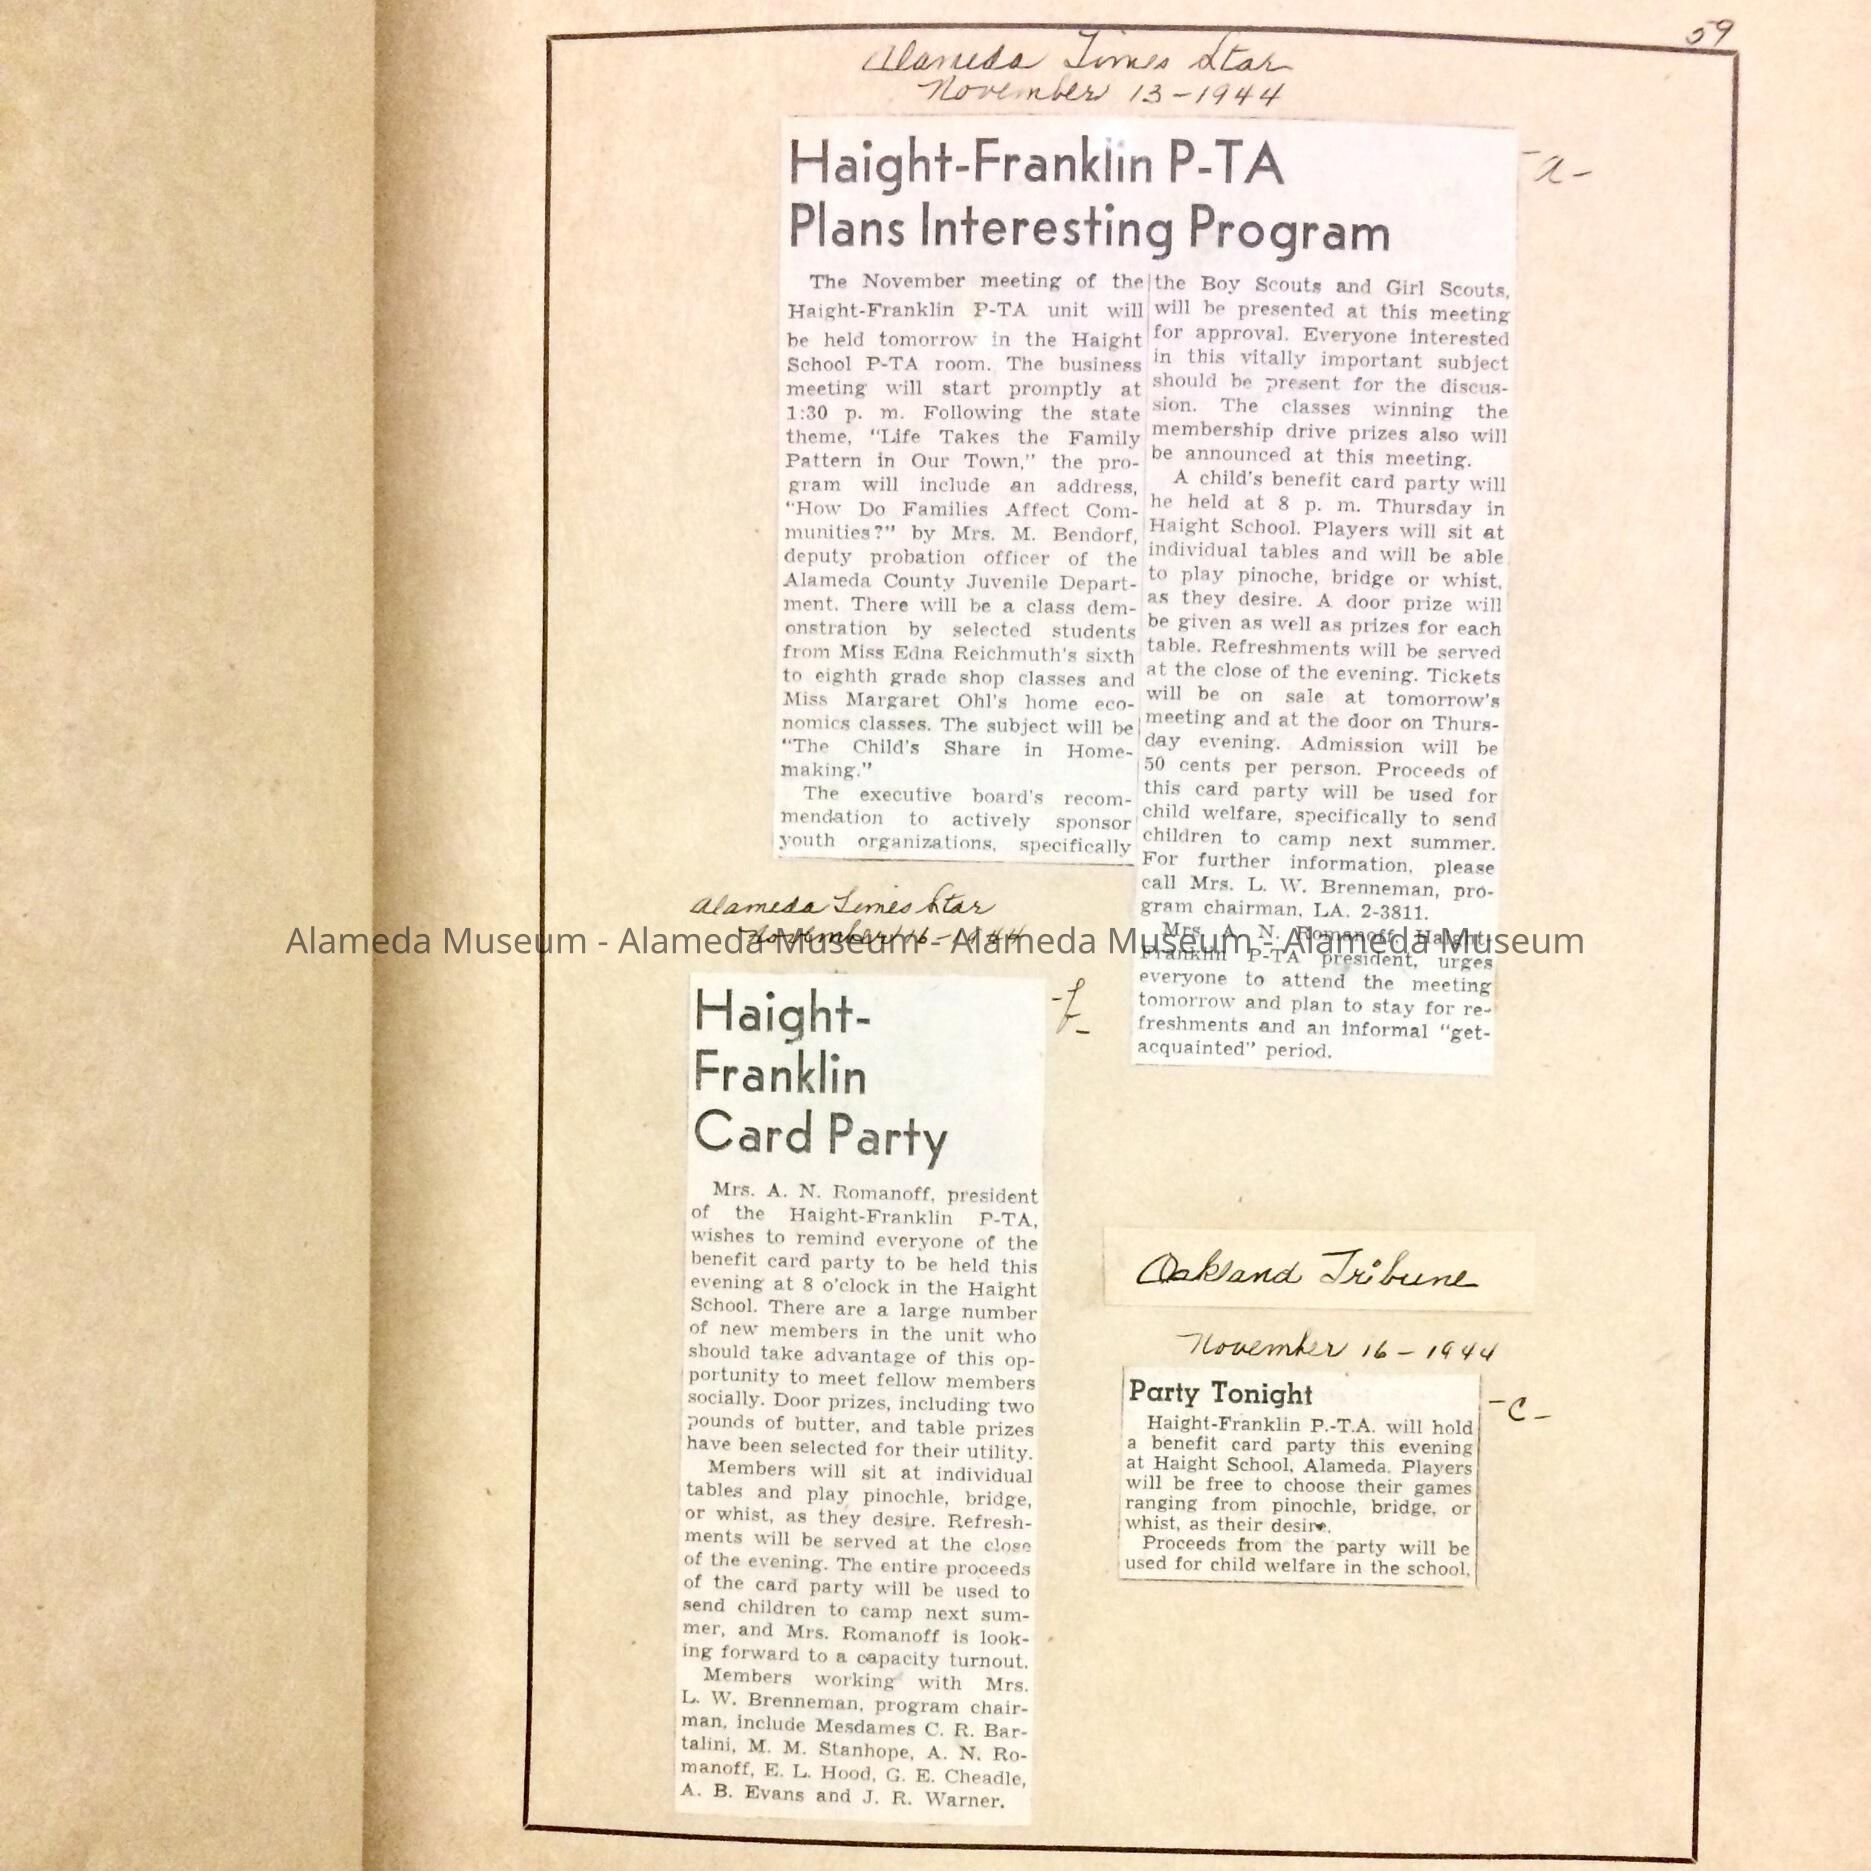 59
Alameda Times Star
November 13-1944
-a-
Haight-Franklin P-TA
Plans Interesting Program
The November meeting of the
Haight-Franklin P-TA unit will
be held tomorrow in the Haight
School P-TA room. The business
meeting will start promptly at
1:30 p. m. Following the state
theme, "Life Takes the Family
Pattern in Our Town," the pro-
gram will include an address,
"How Do Families Affect Com-
munities?" by Mrs. M. Bendorf,
deputy probation officer of the
Alameda County Juvenile Depart-
ment. There will be a class dem-
onstration by selected students
from Miss Edna Reichmuth's sixth
to eighth grade shop classes and
Miss Margaret Ohl's home eco-
nomics classes. The subject will be
"The Child's Share in Home-
making."
The executive board's recom-
mendation to actively sponsor
youth organizations, specifically
the Boy Scouts and Girl Scouts,
will be presented at this meeting
for approval. Everyone interested
in this vitally important subject
should be present for the discus-
sion. The classes winning the
membership drive prizes also will
be announced at this meeting.
A child's benefit card party will
he held at 8 p. m. Thursday in
Haight School. Players will sit at
individual tables and will be able
to play pinoche, bridge or whist,
as they desire. A door prize will
be given as well as prizes for each
table. Refreshments will be served
at the close of the evening. Tickets
will be on sale at tomorrow's
meeting and at the door on Thurs-
day evening. Admission will be
50 cents per person. Proceeds of
this card party will be used for
child welfare, specifically to send
children to camp next summer.
For further information, please
call Mrs. L. W. Brenneman, pro-
gram chairman, LA. 2-3811.
Mrs. A. N. Romanoff, Haight-
Franklin P-TA president, urges
everyone to attend the meeting
tomorrow and plan to stay for re-
freshments and an informal "get-
acquainted" period.
Alameda Times Star
November 16-1944
Alameda Museum - Alameda Museum - Alameda Museum - Alameda Museum
-b-
Haight-
Franklin
Card Party
Mrs. A. N. Romanoff, president
of the Haight-Franklin P-TA,
wishes to remind everyone of the
benefit card party to be held this
evening at 8 o'clock in the Haight
School. There are a large number
of new members in the unit who
should take advantage of this op-
portunity to meet fellow members
socially. Door prizes, including two
pounds of butter, and table prizes
have been selected for their utility.
Members will sit at individual
tables and play pinochle, bridge,
or whist, as they desire. Refresh-
ments will be served at the close
of the evening. The entire proceeds
of the card party will be used to
send children to camp next sum-
mer, and Mrs. Romanoff is look-
ing forward to a capacity turnout.
Members working with Mrs.
L. W. Brenneman, program chair-
man, include Mesdames C. R. Bar-
talini, M. M. Stanhope, A. N. Ro-
manoff, E. L. Hood, G. E. Cheadle,
A. B. Evans and J. R. Warner.
Oakland Tribune
November 16-1944
-c-
Party Tonight
Haight-Franklin P.-T.A. will hold
a benefit card party this evening
at Haight School, Alameda. Players
will be free to choose their games
ranging from pinochle, bridge, or
whist, as their desire.
Proceeds from the party will be
used for child welfare in the school.